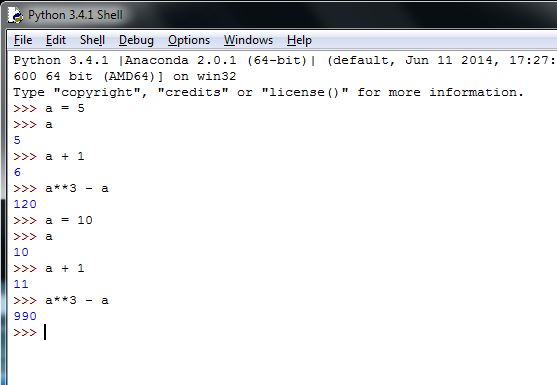 Python 3.4.1 Shell
File Edit Shell Debug Options Windows Help
Python 3.4.1 |Anaconda 2.0.1 (64-bit)| (default, Jun 11 2014, 17:27:
600 64 bit (AMD64)] on win32
Type "copyright", "credits" or "license()" for more information.
>>> a = 5
>>> a
5
>>> a + 1
6
>>> a**3 - a
120
>>> a = 10
>>> a
10
>>> a + 1
11
>>> a**3 - a
990
>>>